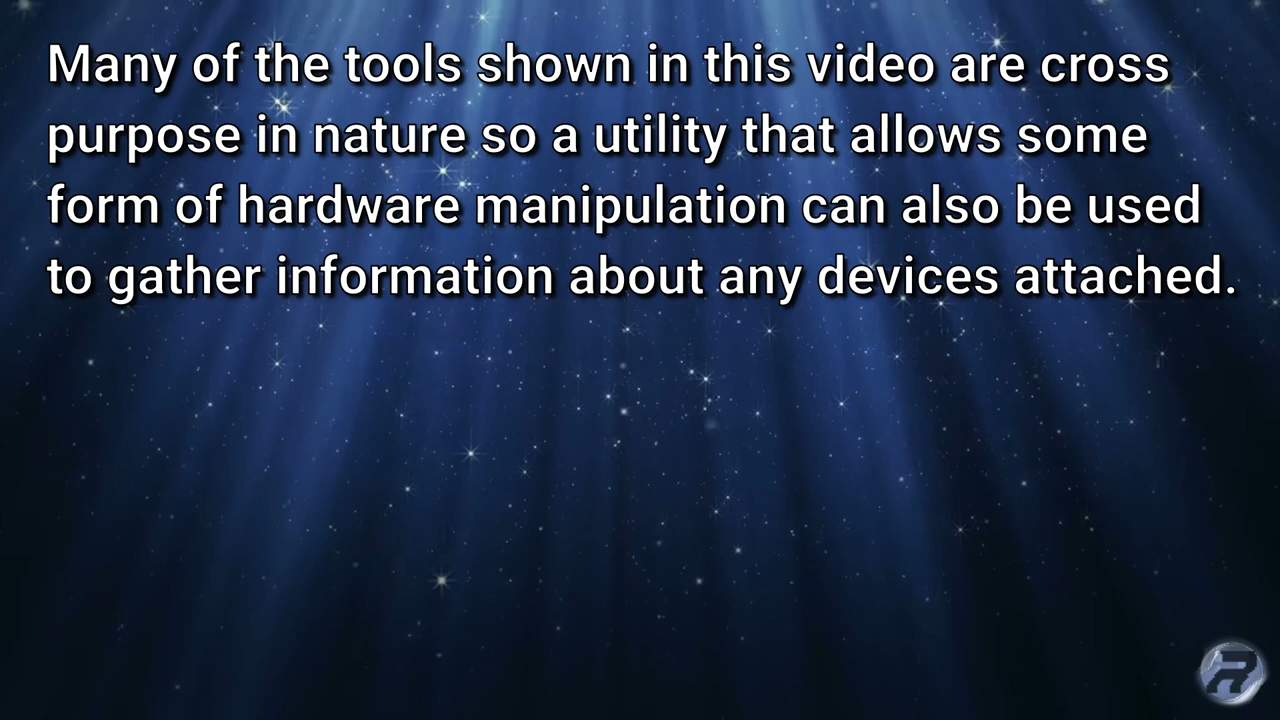 Many of the tools shown in this video are cross
purpose in nature so a utility that allows some
form of hardware manipulation can also be used
to gather information about any devices attached.